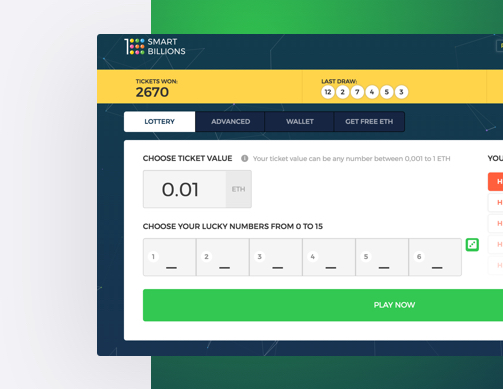 SMART
BILLIONS
TICKETS WON:
2670
LAST DRAW:
12 2 7 4 5 3
LOTTERY
ADVANCED
WALLET
GET FREE ETH
CHOOSE TICKET VALUE
Your ticket value can be any number between 0,001 to 1 ETH
0.01
ETH
CHOOSE YOUR LUCKY NUMBERS FROM 0 TO 15
1 2 3 4 5 6
PLAY NOW